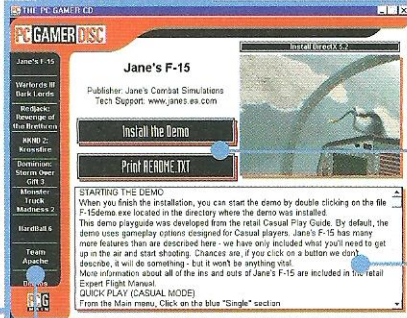 THE PC GAMER CD
PC GAMER DISC
Install DirectX 5.2
Jane's F-15
Warlords III
Dark Lords
Redjack:
Revenge of
the Brethren
KKND 2:
Krossfire
Dominion:
Storm Over
Gift 3
Monster
Truck
Madness 2
HardBall 6
Team
Apache
Jane's F-15
Publisher: Jane's Combat Simulations
Tech Support: www.janes.ea.com
Install the Demo
Print README.TXT
STARTING THE DEMO
When you finish the installation, you can start the demo by double clicking on the file
F-15demo.exe located in the directory where the demo was installed.
This demo playguide was developed from the retail Casual Play Guide. By default, the
demo uses gameplay options designed for Casual players. Jane's F-15 has many
more features than are described here - we have only included what you'll need to get
up in the air and start shooting. Chances are, if you click on a button we don't
describe, it will do something - but it won't be anything vital.
More information about all of the ins and outs of Jane's F-15 are included in the retail
Expert Flight Manual.
QUICK PLAY (CASUAL MODE)
From the Main menu, Click on the blue "Single" section